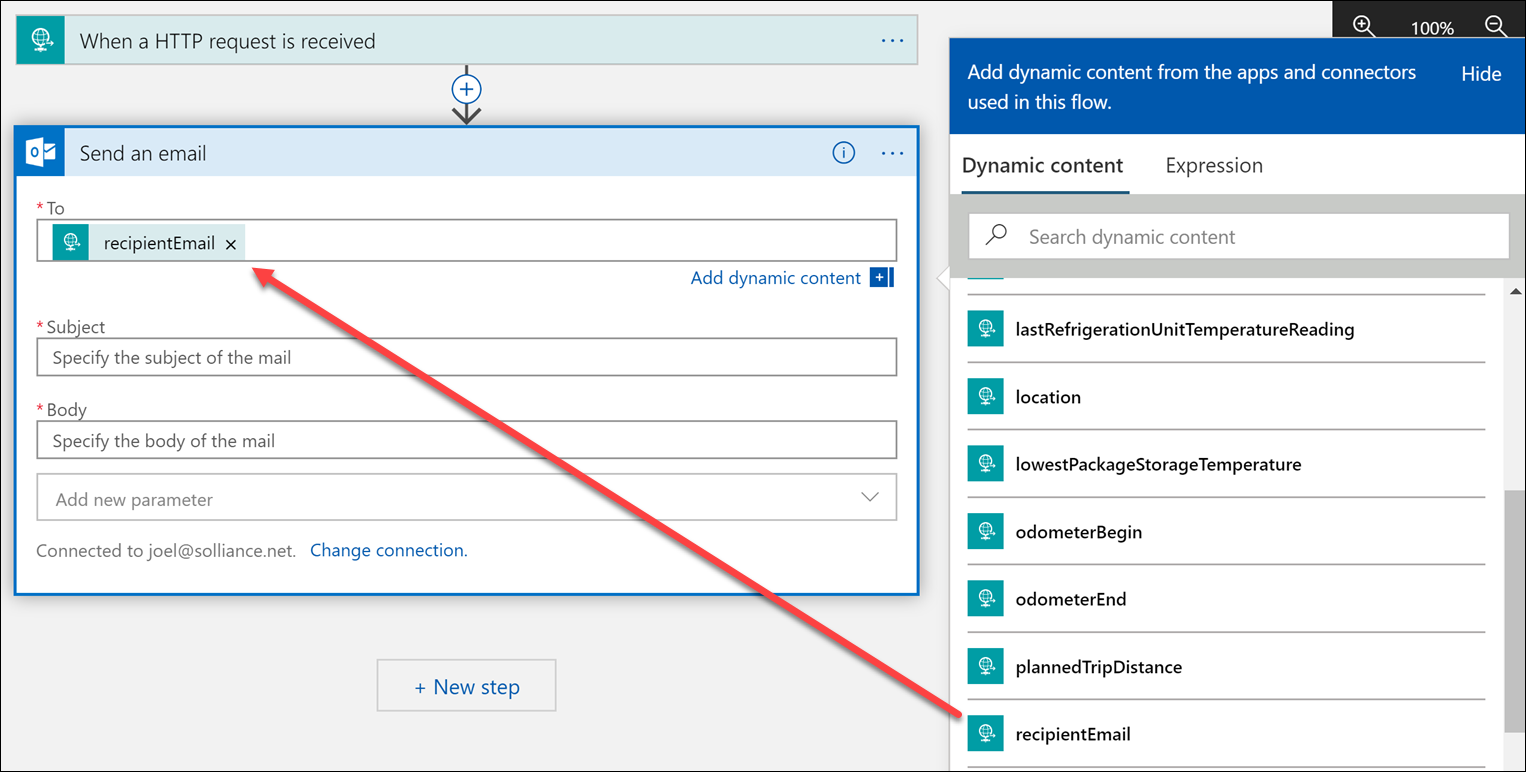 When a HTTP request is received
Send an email
* To
recipientEmail ×
Add dynamic content
* Subject
Specify the subject of the mail
* Body
Specify the body of the mail
Add new parameter
Connected to joel@solliance.net. Change connection.
+ New step
100%
Add dynamic content from the apps and connectors
used in this flow.
Hide
Dynamic content
Expression
Search dynamic content
lastRefrigerationUnitTemperatureReading
location
lowestPackageStorageTemperature
odometerBegin
odometerEnd
plannedTripDistance
recipientEmail